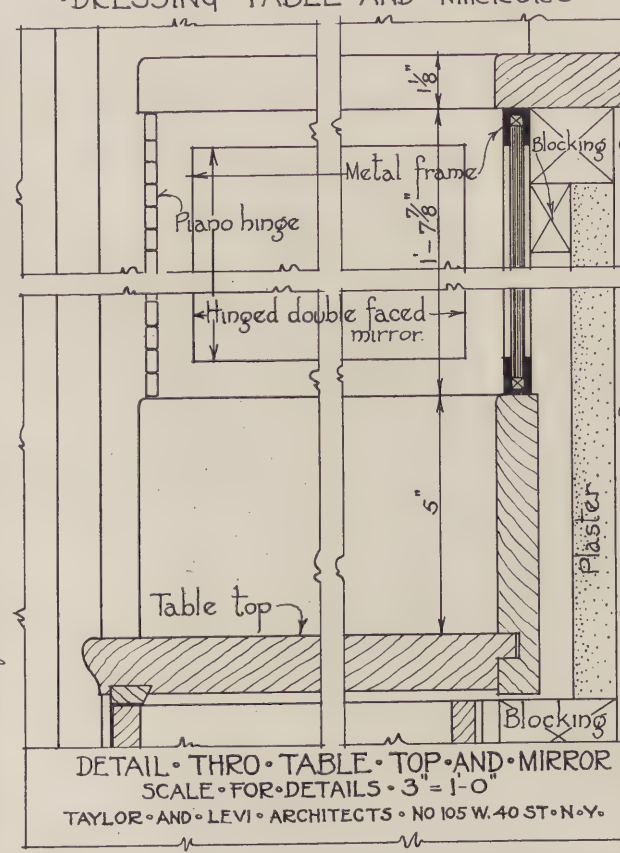 ·DRESSING TABLE AND MIRRORS·
1⅛"
Metal frame
Blocking
Piano hinge
1'-7⅞"
Hinged double faced
mirror.
5"
Plaster
Table top
Blocking
DETAIL·THRO·TABLE·TOP·AND·MIRROR
SCALE·FOR·DETAILS·3"=1'-0"
TAYLOR·AND·LEVI·ARCHITECTS·NO 105 W.40 ST·N·Y·